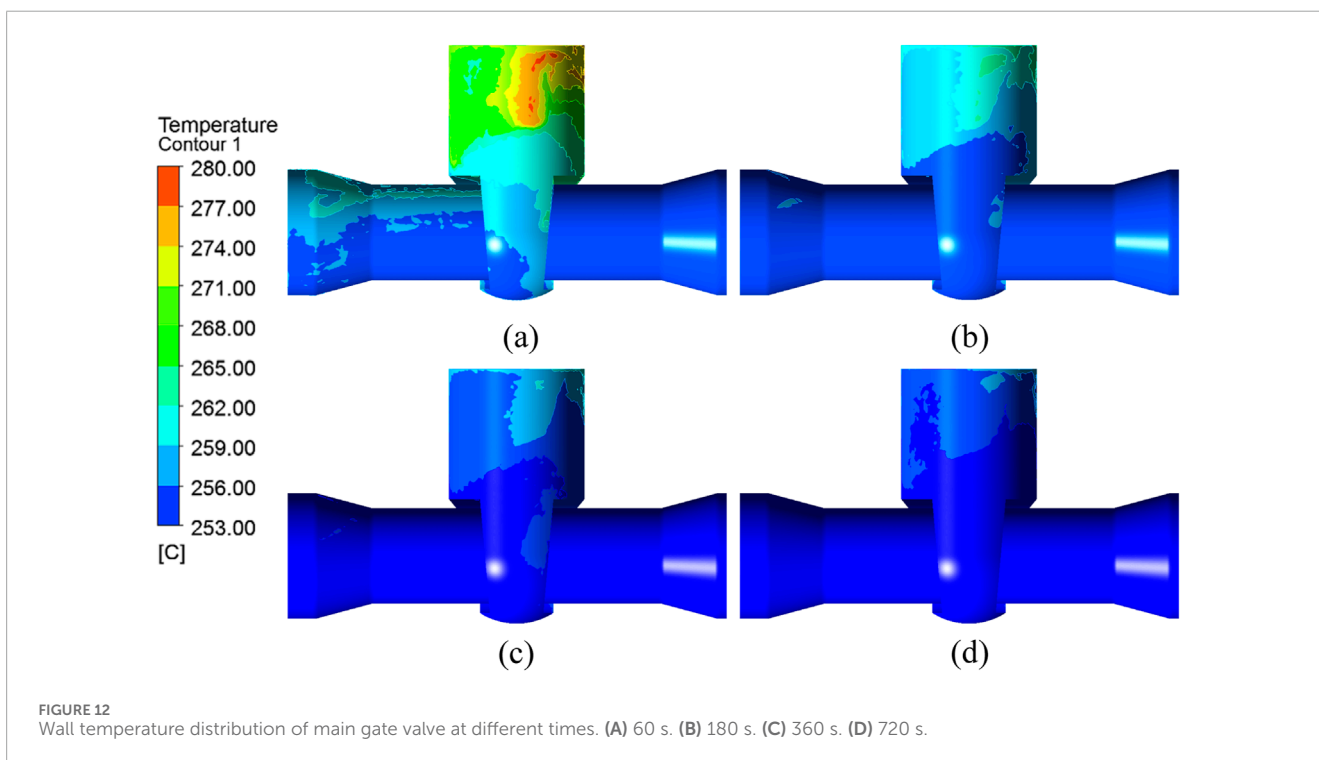 Temperature
Contour 1
280.00
277.00
274.00
271.00
268.00
265.00
262.00
259.00
256.00
253.00
[C]
(a)
(b)
(c)
(d)
FIGURE 12
Wall temperature distribution of main gate valve at different times. (A) 60 s. (B) 180 s. (C) 360 s. (D) 720 s.